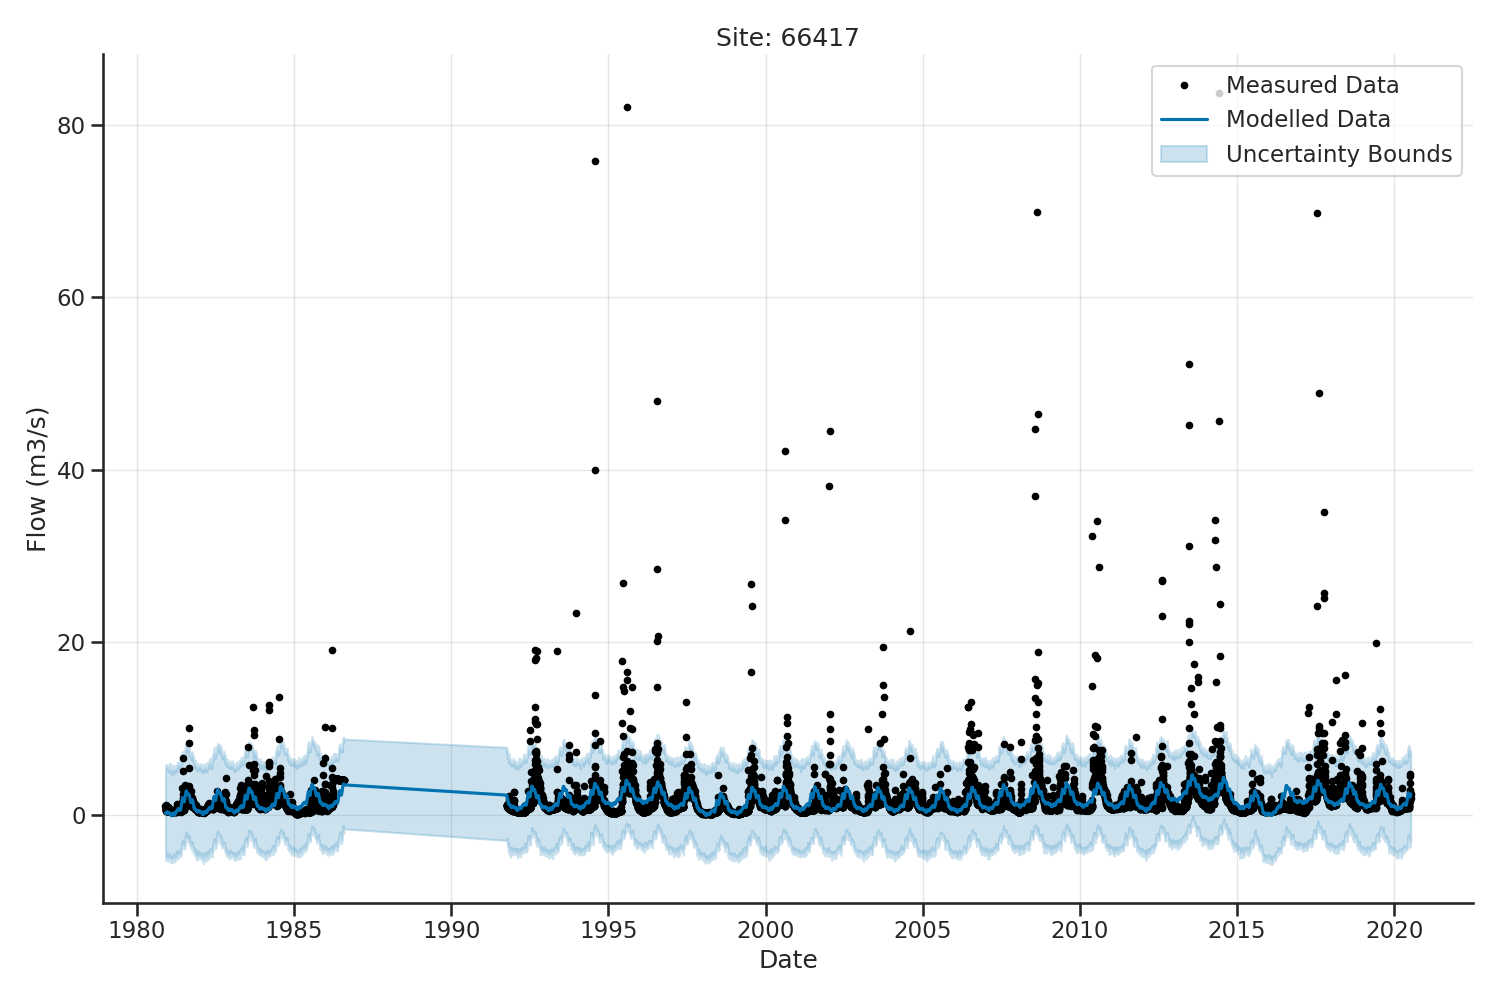 Site: 66417
Measured Data
Modelled Data
Uncertainty Bounds
Flow (m3/s)
80
60
40
20
0
1980 1985 1990 1995 2000 2005 2010 2015 2020
Date